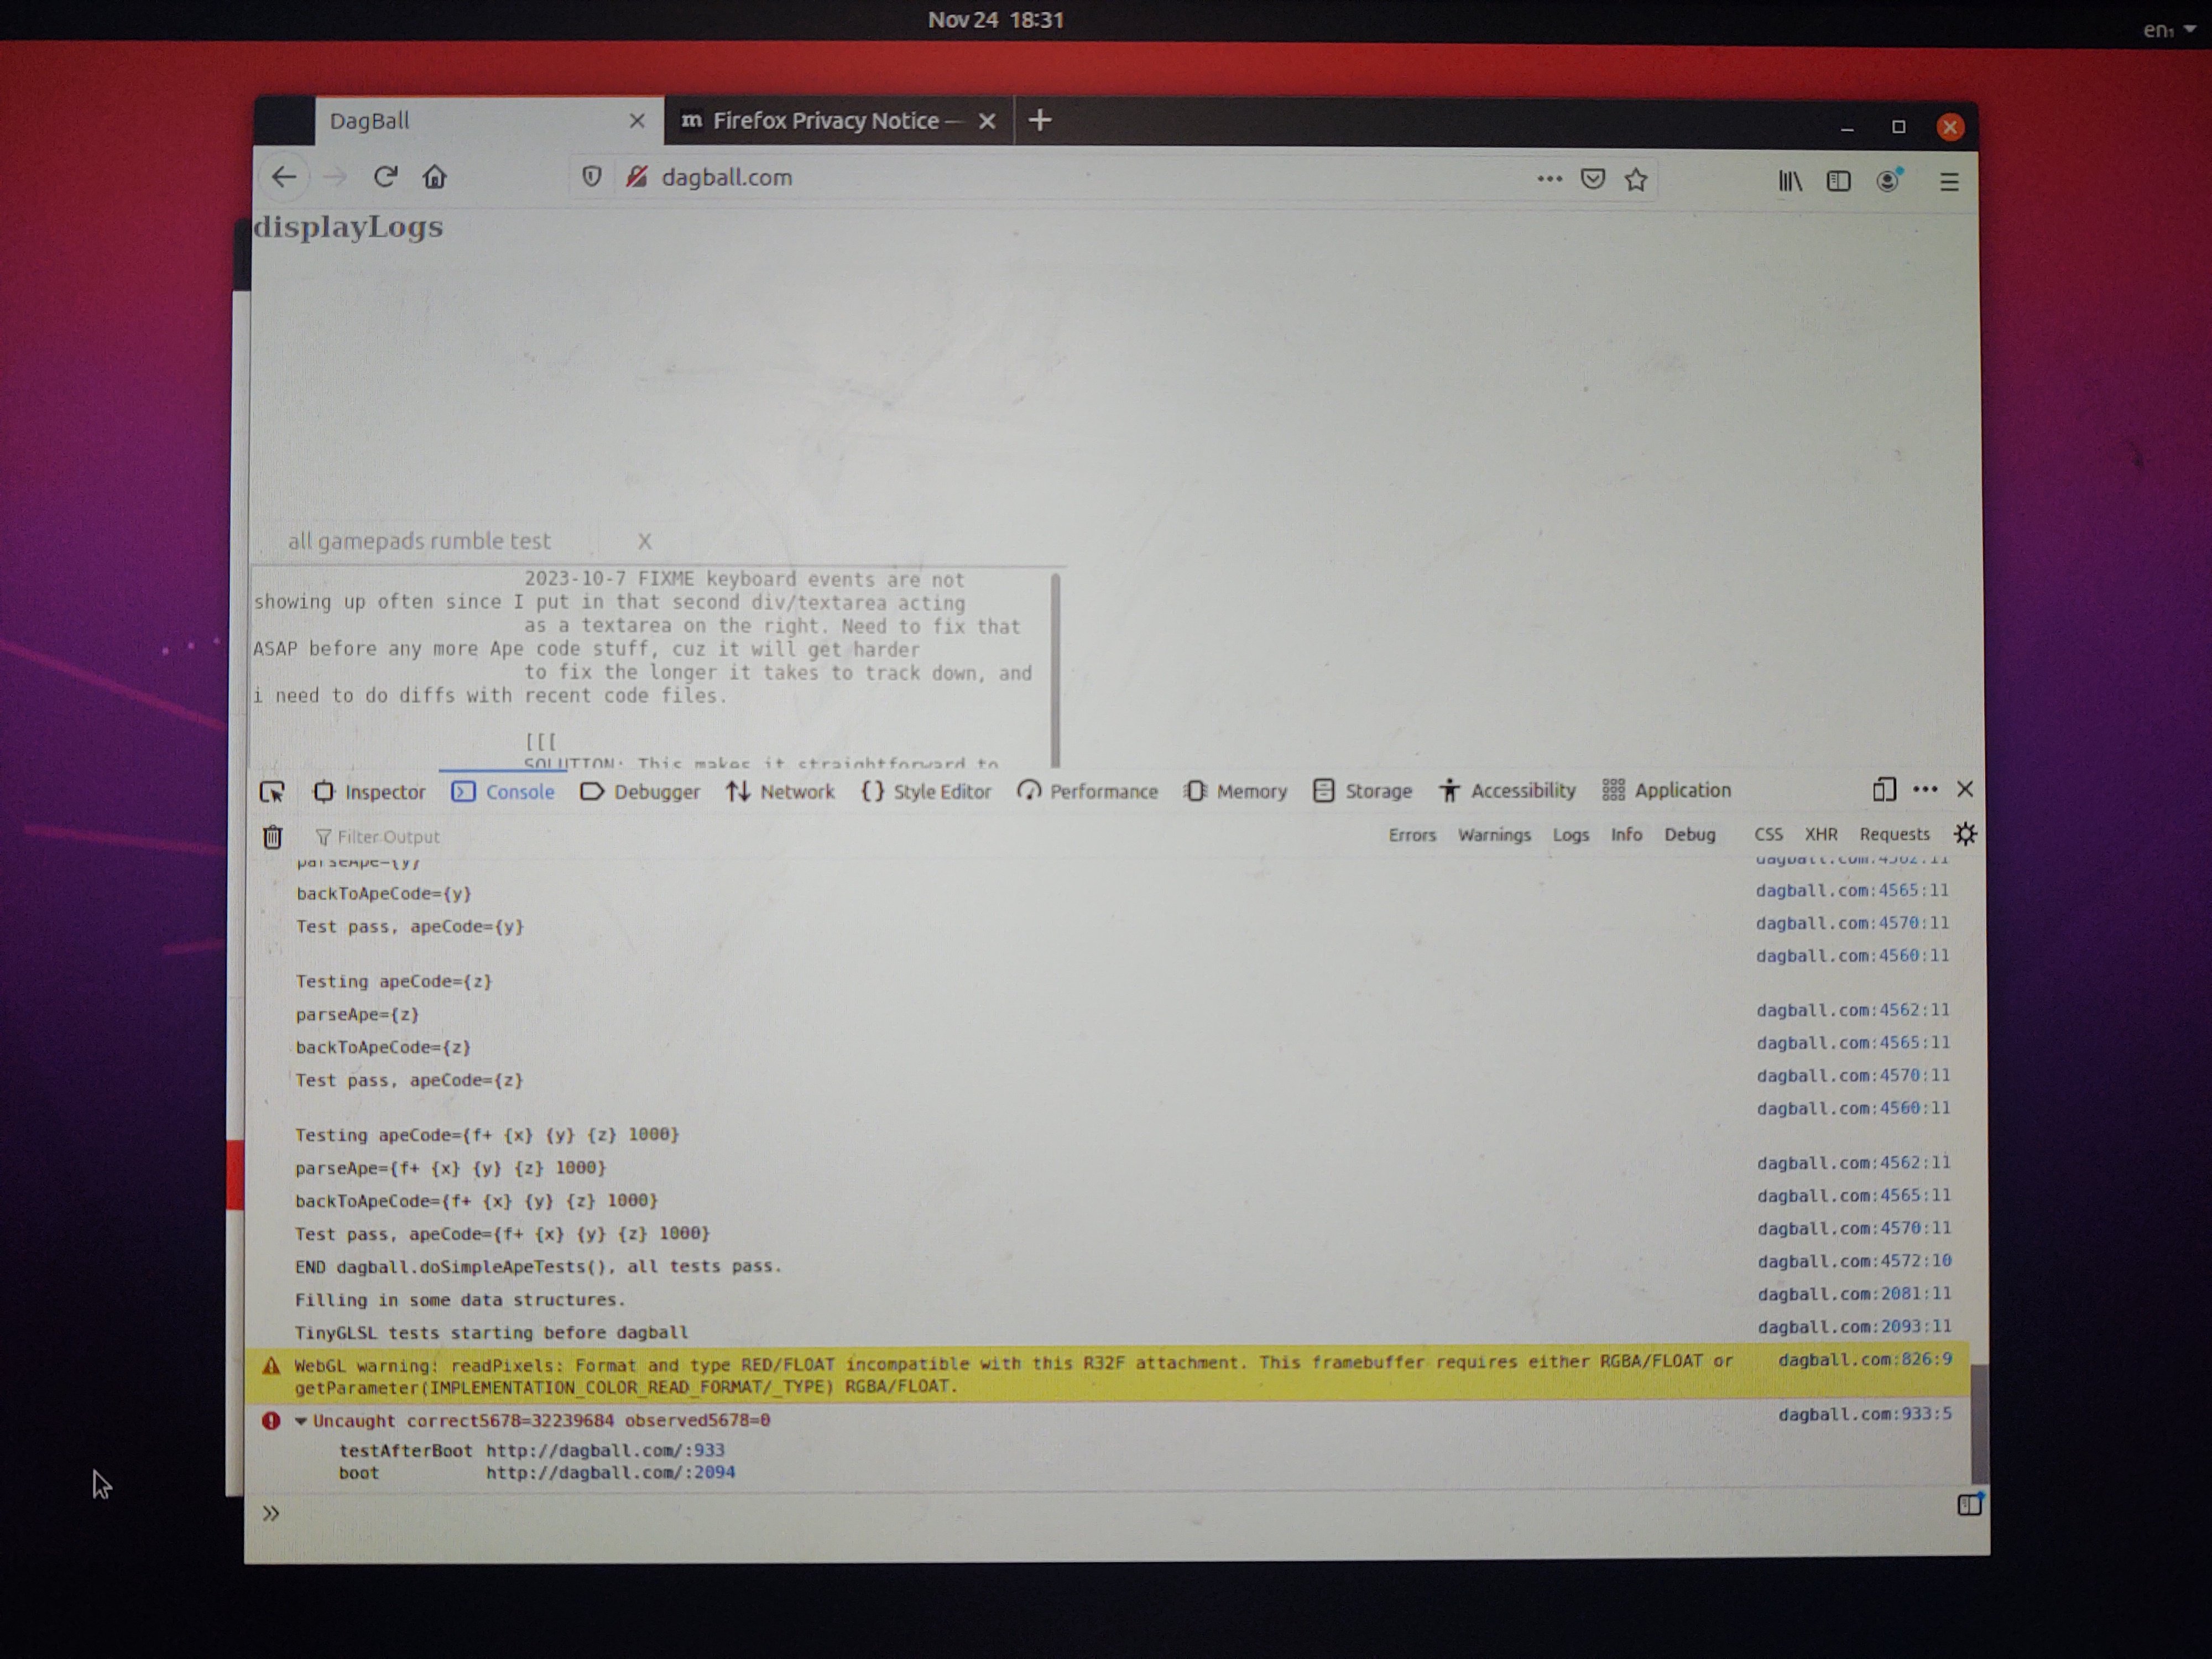 Nov 24 18:31
en₁
DagBall
m Firefox Privacy Notice —
dagball.com
displayLogs
all gamepads rumble test X
2023-10-7 FIXME keyboard events are not
showing up often since I put in that second div/textarea acting
as a textarea on the right. Need to fix that
ASAP before any more Ape code stuff, cuz it will get harder
to fix the longer it takes to track down, and
i need to do diffs with recent code files.
[[[
SOLUTION: This makes it straightforward to
Inspector Console Debugger Network {} Style Editor Performance Memory Storage Accessibility Application
Filter Output Errors Warnings Logs Info Debug CSS XHR Requests
parseApe={y} dagball.com:4562:11
backToApeCode={y} dagball.com:4565:11
Test pass, apeCode={y} dagball.com:4570:11
dagball.com:4560:11
Testing apeCode={z}
parseApe={z} dagball.com:4562:11
backToApeCode={z} dagball.com:4565:11
Test pass, apeCode={z} dagball.com:4570:11
dagball.com:4560:11
Testing apeCode={f+ {x} {y} {z} 1000}
parseApe={f+ {x} {y} {z} 1000} dagball.com:4562:11
backToApeCode={f+ {x} {y} {z} 1000} dagball.com:4565:11
Test pass, apeCode={f+ {x} {y} {z} 1000} dagball.com:4570:11
END dagball.doSimpleApeTests(), all tests pass. dagball.com:4572:10
Filling in some data structures. dagball.com:2081:11
TinyGLSL tests starting before dagball dagball.com:2093:11
WebGL warning: readPixels: Format and type RED/FLOAT incompatible with this R32F attachment. This framebuffer requires either RGBA/FLOAT or dagball.com:826:9
getParameter(IMPLEMENTATION_COLOR_READ_FORMAT/_TYPE) RGBA/FLOAT.
Uncaught correct5678=32239684 observed5678=0 dagball.com:933:5
testAfterBoot http://dagball.com/:933
boot http://dagball.com/:2094